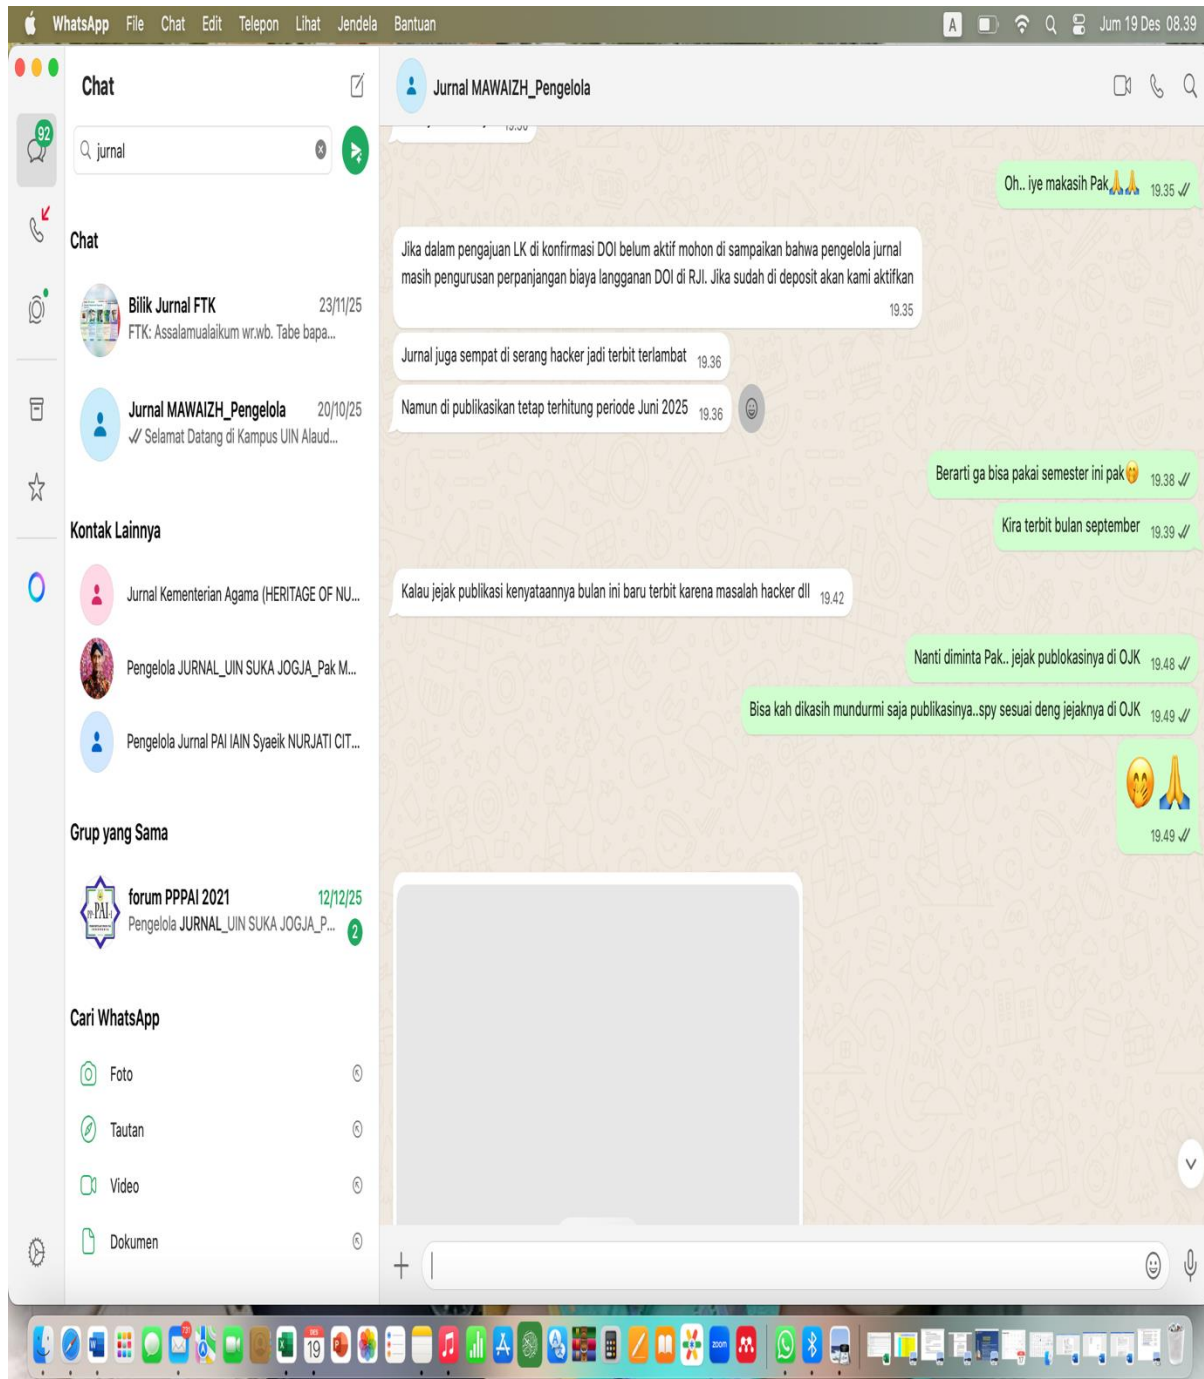 WhatsApp File Chat Edit Telepon Lihat Jendela Bantuan
A
Jum 19 Des 08.39
92
Chat
jurnal
Chat
Bilik Jurnal FTK 23/11/25
FTK: Assalamualaikum wr.wb. Tabe bapa...
Jurnal MAWAIZH_Pengelola 20/10/25
Selamat Datang di Kampus UIN Alaud...
Kontak Lainnya
Jurnal Kementerian Agama (HERITAGE OF NU...
Pengelola JURNAL_UIN SUKA JOGJA_Pak M...
Pengelola Jurnal PAI IAIN Syaeik NURJATI CIT...
Grup yang Sama
PAI
forum PPPAI 2021 12/12/25
Pengelola JURNAL_UIN SUKA JOGJA_P... 2
Cari WhatsApp
Foto
Tautan
Video
Dokumen
Jurnal MAWAIZH_Pengelola
Oh.. iye makasih Pak🙏🙏 19.35
Jika dalam pengajuan LK di konfirmasi DOI belum aktif mohon di sampaikan bahwa pengelola jurnal
masih pengurusan perpanjangan biaya langganan DOI di RJI. Jika sudah di deposit akan kami aktifkan
19.35
Jurnal juga sempat di serang hacker jadi terbit terlambat 19.36
Namun di publikasikan tetap terhitung periode Juni 2025 19.36
Berarti ga bisa pakai semester ini pak🤭 19.38
Kira terbit bulan september 19.39
Kalau jejak publikasi kenyataannya bulan ini baru terbit karena masalah hacker dll 19.42
Nanti diminta Pak.. jejak publokasinya di OJK 19.48
Bisa kah dikasih mundurmi saja publikasinya..spy sesuai deng jejaknya di OJK 19.49
🤭🙏
19.49
731
DES
19
zoom